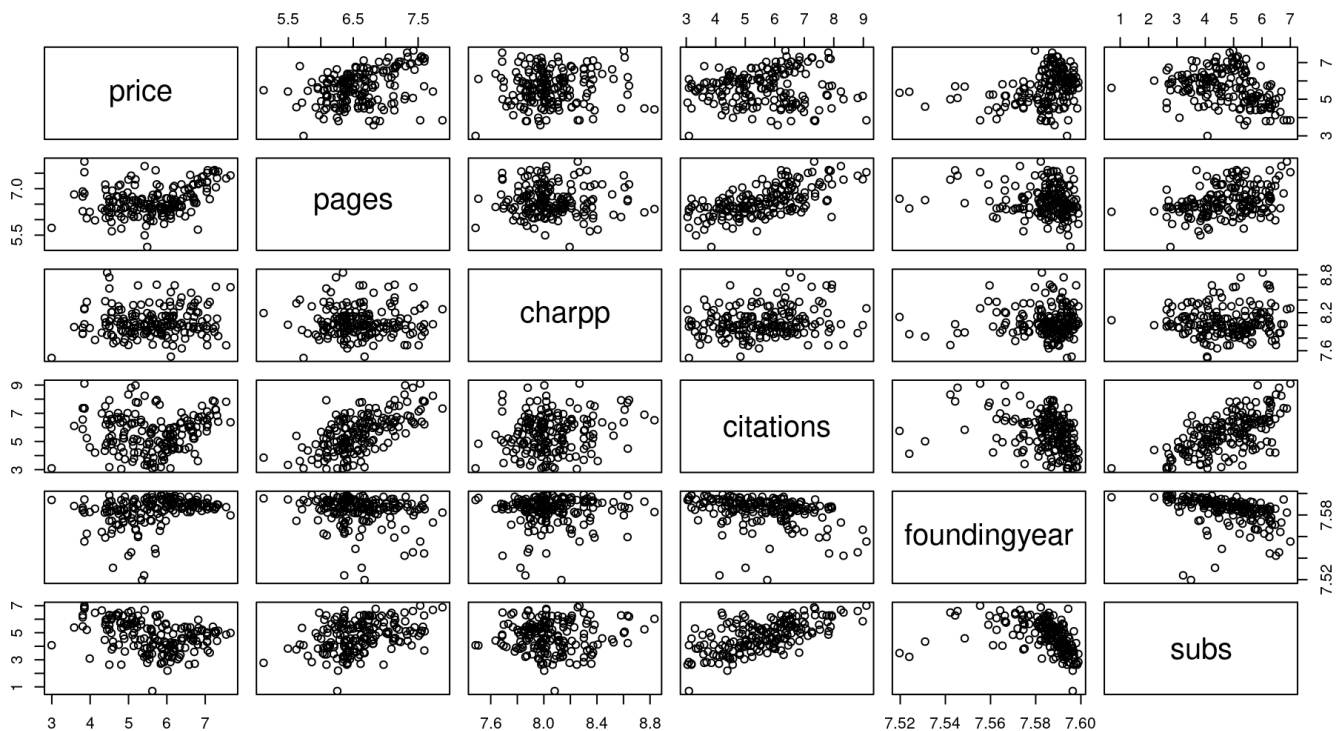 5.5 6.5 7.5
3 4 5 6 7 8 9
1 2 3 4 5 6 7
price
3 5 7
5.5 7.0
pages
charpp
7.6 8.2 8.8
3 5 7 9
citations
foundingyear
7.52 7.58
1 3 5 7
subs
3 4 5 6 7
7.6 8.0 8.4 8.8
7.52 7.54 7.56 7.58 7.60